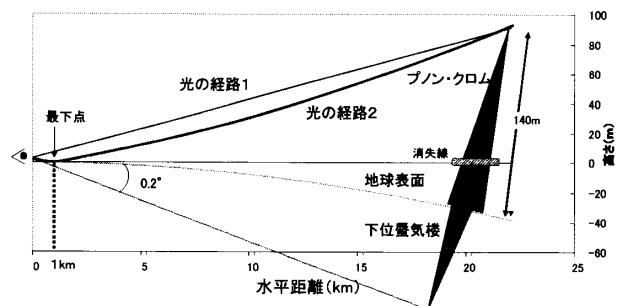 100
80
60
40
20
0
-20
-40
-60
高さ(m)
光の経路1
プノン・クロム
光の経路2
140m
最下点
消失線
0.2°
地球表面
下位蜃気楼
0
1km
5
10
15
20
25
水平距離(km)